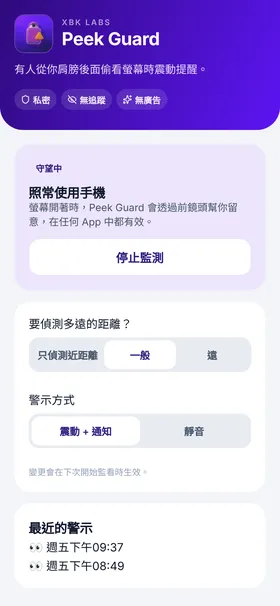 XBK LABS
Peek Guard
有人從你肩膀後面偷看螢幕時震動提醒。
私密
無追蹤
無廣告
守望中
照常使用手機
螢幕開著時，Peek Guard 會透過前鏡頭幫你留
意，在任何 App 中都有效。
停止監測
要偵測多遠的距離？
只偵測近距離
一般
遠
警示方式
震動 + 通知
靜音
變更會在下次開始監看時生效。
最近的警示
👀 週五下午09:37
👀 週五下午08:49